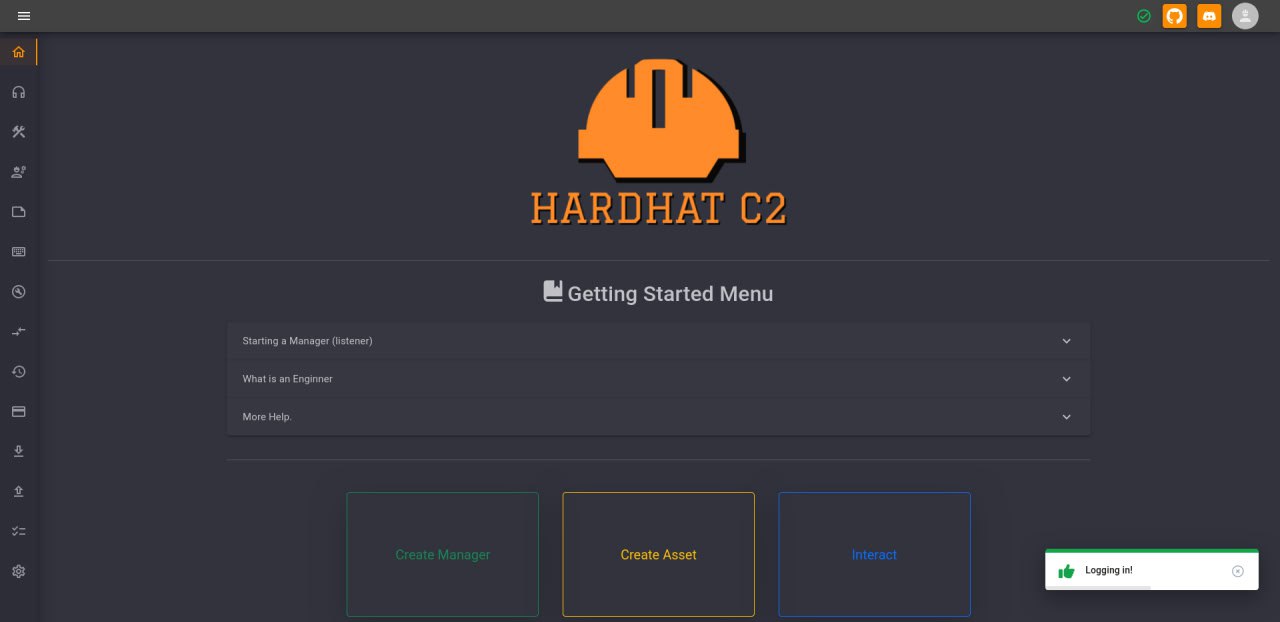 HARDHAT C2
Getting Started Menu
Starting a Manager (listener)
What is an Enginner
More Help.
Create Manager
Create Asset
Interact
Logging in!